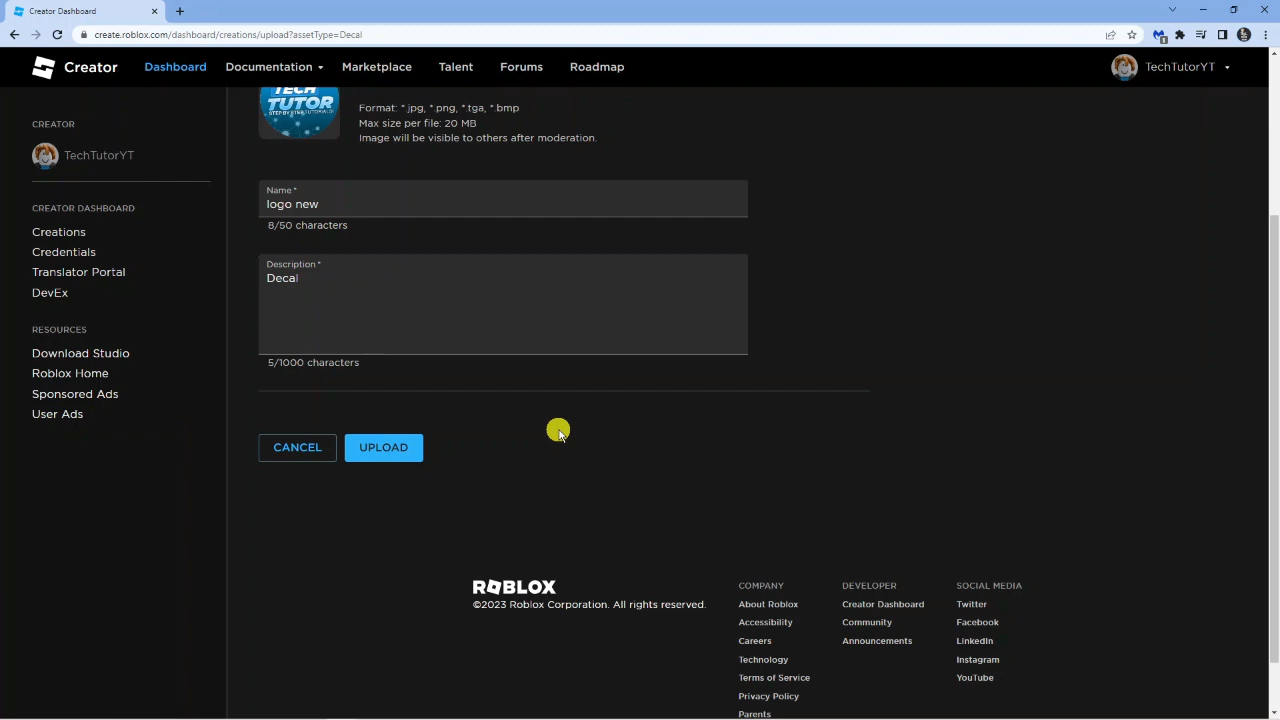 Creator Dashboard
create.roblox.com/dashboard/creations/upload?assetType=Decal
Creator
Dashboard
Documentation
Marketplace
Talent
Forums
Roadmap
TechTutorYT
CREATOR
TechTutorYT
CREATOR DASHBOARD
Creations
Credentials
Translator Portal
DevEx
RESOURCES
Download Studio
Roblox Home
Sponsored Ads
User Ads
TECH
TUTOR
STEP BY STEP TUTORIALS!
Format: *.jpg, *.png, *.tga, *.bmp
Max size per file: 20 MB
Image will be visible to others after moderation.
Name *
logo new
8/50 characters
Description *
Decal
5/1000 characters
CANCEL
UPLOAD
ROBLOX
©2023 Roblox Corporation. All rights reserved.
COMPANY
About Roblox
Accessibility
Careers
Technology
Terms of Service
Privacy Policy
Parents
DEVELOPER
Creator Dashboard
Community
Announcements
SOCIAL MEDIA
Twitter
Facebook
LinkedIn
Instagram
YouTube